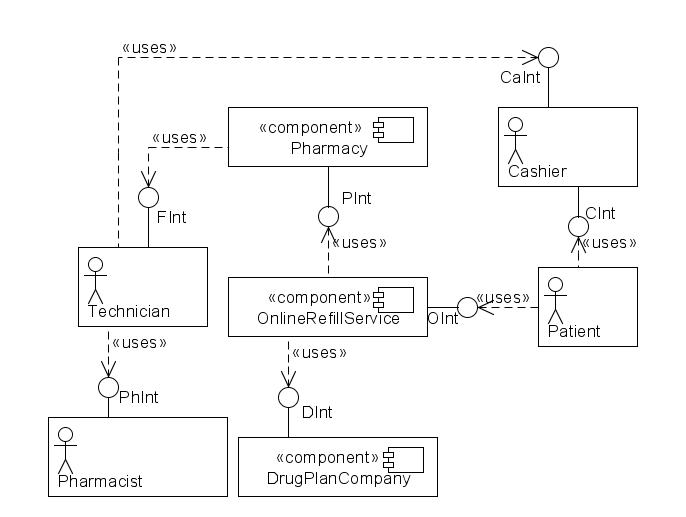 «uses»
CaInt
«component»
Pharmacy
«uses»
Cashier
PInt
CInt
FInt
«uses»
«uses»
«component»
OnlineRefillService
OInt
«uses»
Technician
Patient
«uses»
«uses»
PhInt
DInt
«component»
DrugPlanCompany
Pharmacist